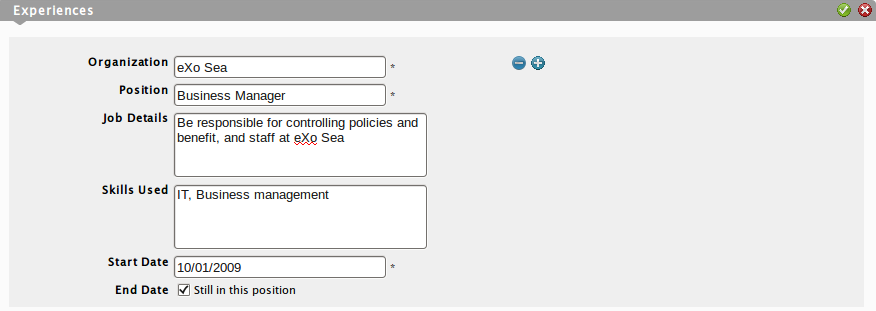 Experiences
Organization eXo Sea *
Position Business Manager *
Job Details Be responsible for controlling policies and
benefit, and staff at eXo Sea
Skills Used IT, Business management
Start Date 10/01/2009 *
End Date Still in this position